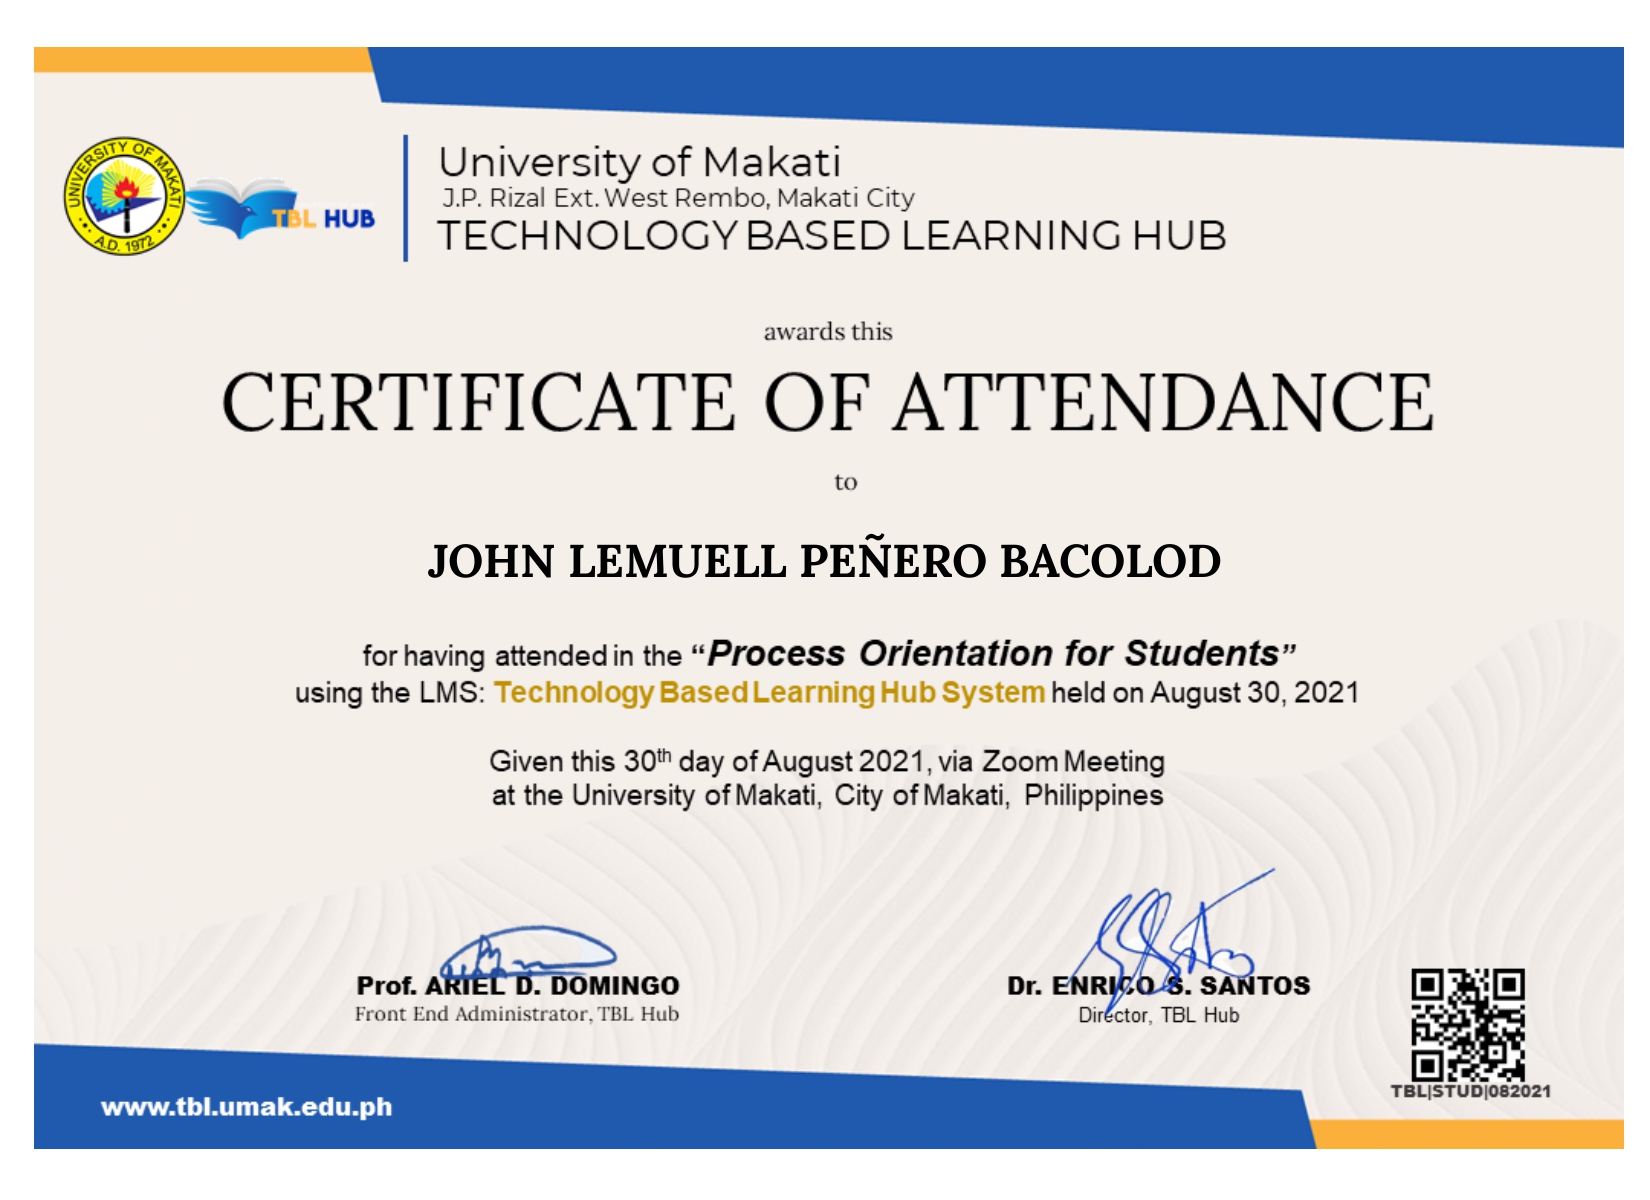 UNIVERSITY OF MAKATI
A.D. 1972
TBL HUB
University of Makati
J.P. Rizal Ext. West Rembo, Makati City
TECHNOLOGY BASED LEARNING HUB
awards this
CERTIFICATE OF ATTENDANCE
to
JOHN LEMUELL PEÑERO BACOLOD
for having attended in the “Process Orientation for Students”
using the LMS: Technology Based Learning Hub System held on August 30, 2021
Given this 30th day of August 2021, via Zoom Meeting
at the University of Makati, City of Makati, Philippines
Prof. ARIEL D. DOMINGO
Front End Administrator, TBL Hub
Dr. ENRICO S. SANTOS
Director, TBL Hub
TBL|STUD|082021
www.tbl.umak.edu.ph